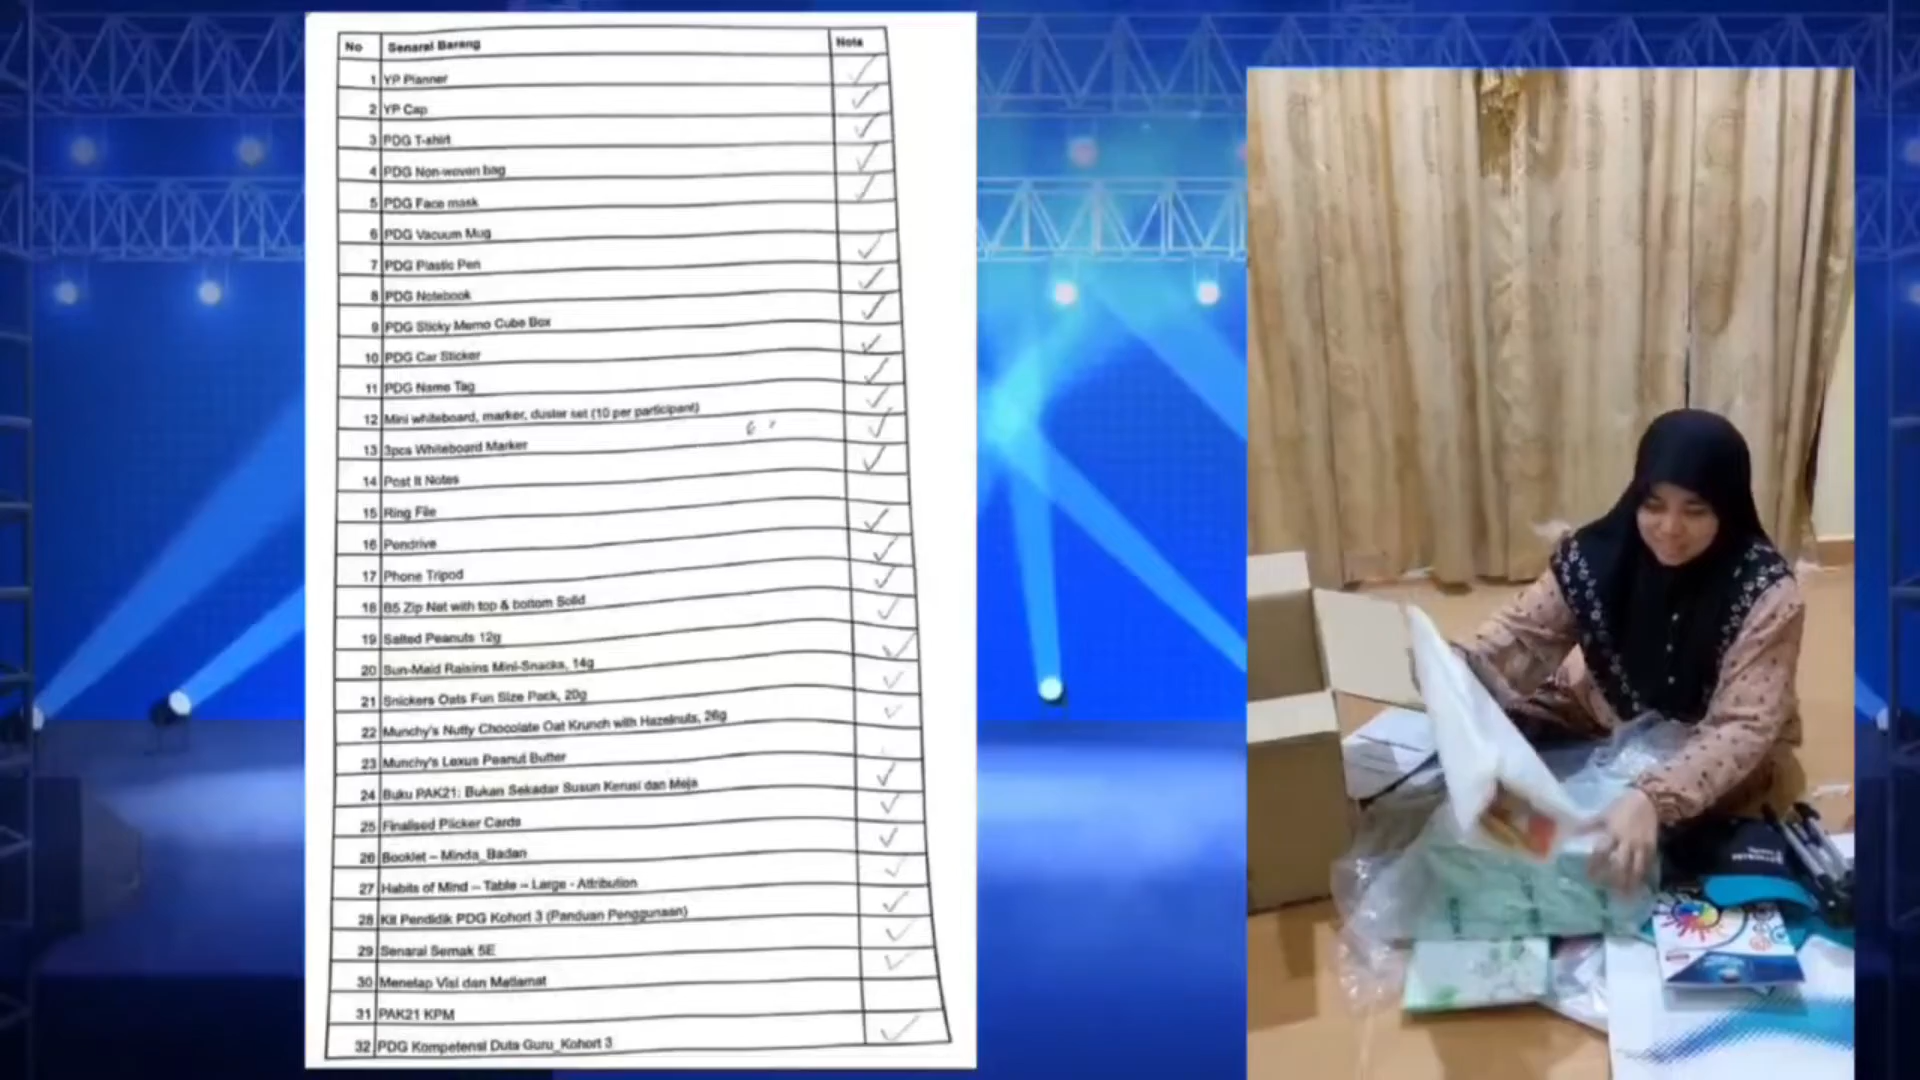 No Senarai Barang Nota
1 YP Planner ✓
2 YP Cap ✓
3 PDG T-shirt ✓
4 PDG Non-woven bag ✓
5 PDG Face mask ✓
6 PDG Vacuum Mug
7 PDG Plastic Pen ✓
8 PDG Notebook ✓
9 PDG Sticky Memo Cube Box ✓
10 PDG Car Sticker ✓
11 PDG Name Tag ✓
12 Mini whiteboard, marker, duster set (10 per participant) ✓
13 3pcs Whiteboard Marker ✓
14 Post It Notes ✓
15 Ring File
16 Pendrive ✓
17 Phone Tripod ✓
18 B5 Zip Net with top & bottom Solid ✓
19 Salted Peanuts 12g ✓
20 Sun-Maid Raisins Mini-Snacks, 14g ✓
21 Snickers Oats Fun Size Pack, 20g ✓
22 Munchy's Nutty Chocolate Oat Krunch with Hazelnuts, 26g ✓
23 Munchy's Lexus Peanut Butter
24 Buku PAK21: Bukan Sekadar Susun Kerusi dan Meja ✓
25 Finalised Plicker Cards ✓
26 Booklet – Minda_Badan ✓
27 Habits of Mind – Table – Large - Attribution ✓
28 Kit Pendidik PDG Kohort 3 (Panduan Penggunaan) ✓
29 Senarai Semak 5E ✓
30 Menetap Visi dan Matlamat ✓
31 PAK21 KPM
32 PDG Kompetensi Duta Guru_Kohort 3 ✓